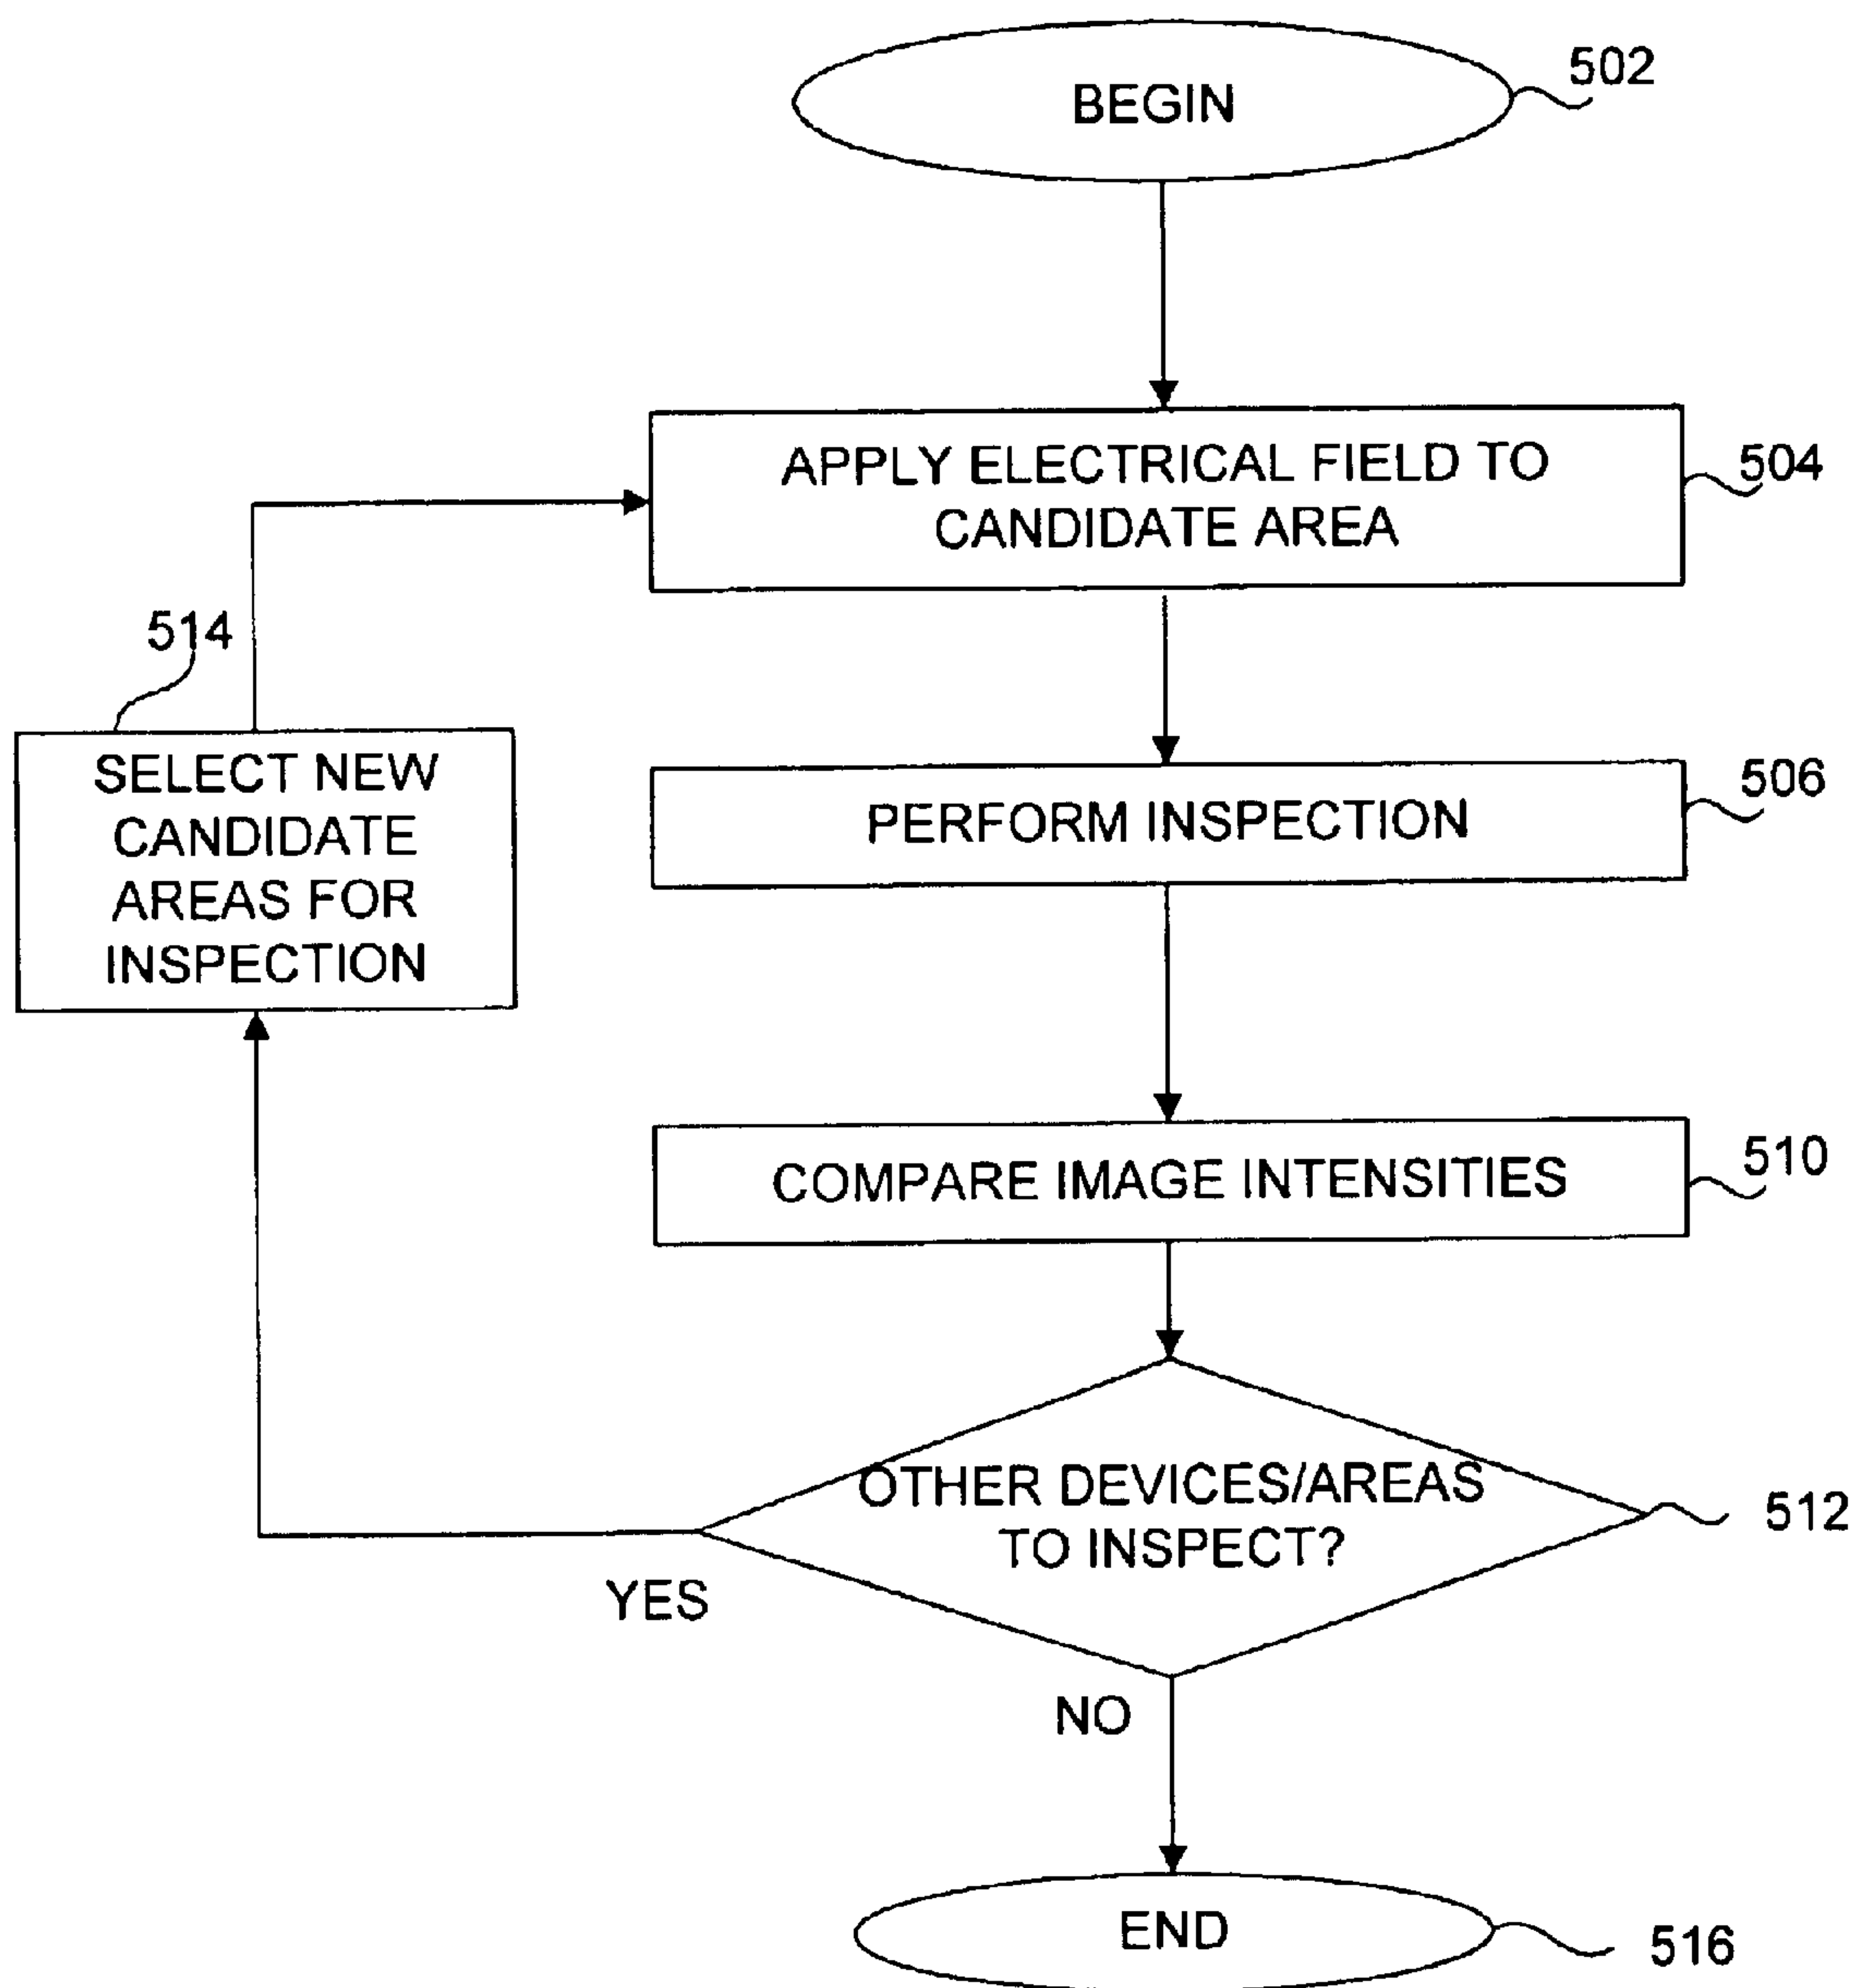 BEGIN
502
APPLY ELECTRICAL FIELD TO
CANDIDATE AREA
504
514
SELECT NEW
CANDIDATE
AREAS FOR
INSPECTION
PERFORM INSPECTION
506
COMPARE IMAGE INTENSITIES
510
OTHER DEVICES/AREAS
TO INSPECT?
512
YES
NO
END
516